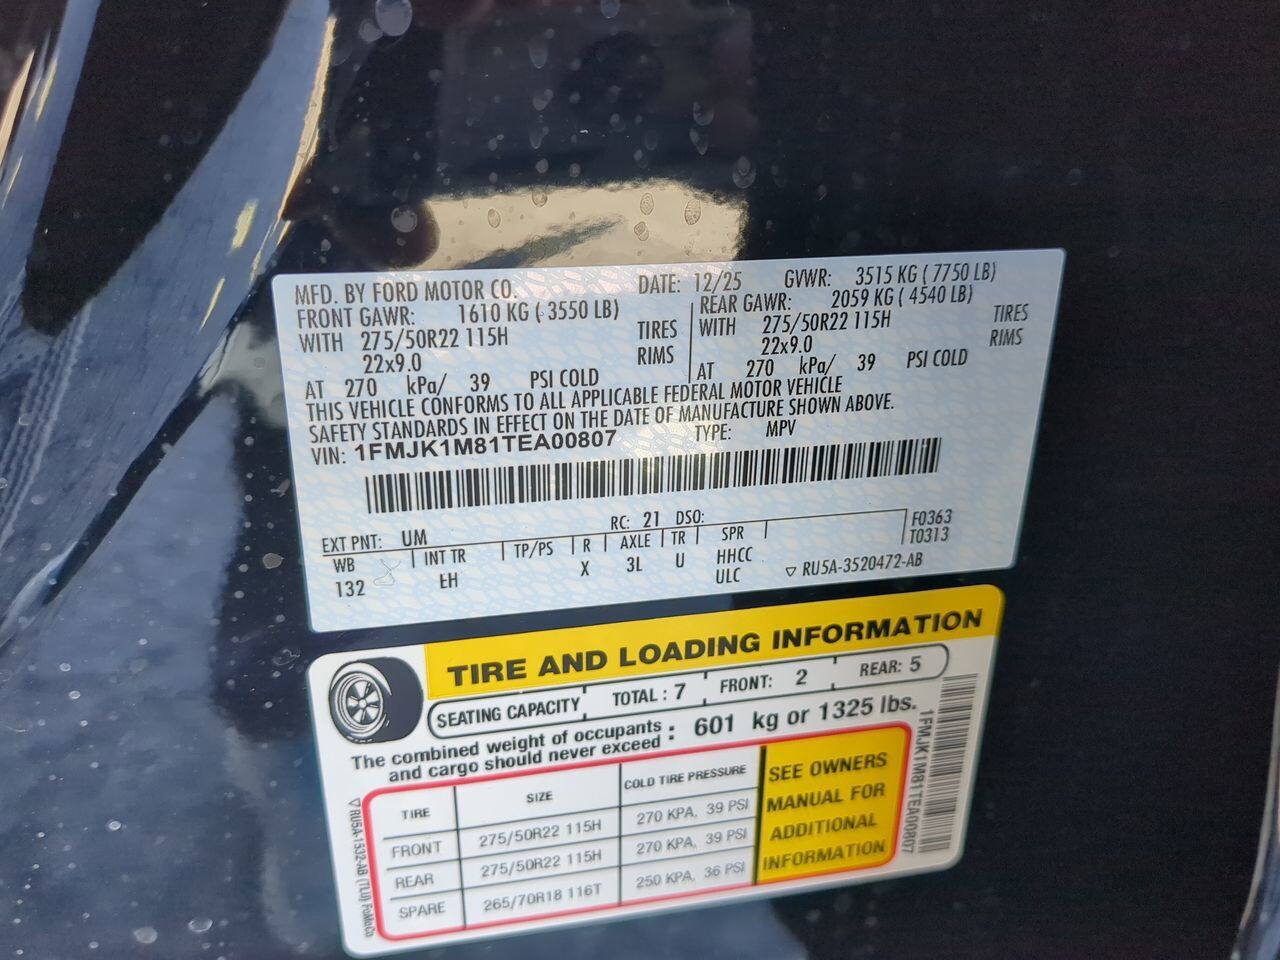 MFD. BY FORD MOTOR CO. DATE: 12/25 GVWR: 3515 KG ( 7750 LB)
FRONT GAWR: 1610 KG ( 3550 LB) REAR GAWR: 2059 KG ( 4540 LB)
WITH 275/50R22 115H TIRES WITH 275/50R22 115H TIRES
22x9.0 RIMS 22x9.0 RIMS
AT 270 kPa/ 39 PSI COLD AT 270 kPa/ 39 PSI COLD
THIS VEHICLE CONFORMS TO ALL APPLICABLE FEDERAL MOTOR VEHICLE
SAFETY STANDARDS IN EFFECT ON THE DATE OF MANUFACTURE SHOWN ABOVE.
VIN: 1FMJK1M81TEA00807 TYPE: MPV
EXT PNT: UM RC: 21 DSO: F0363
WB INT TR TP/PS R AXLE TR SPR T0313
132 EH X 3L U HHCC
ULC ▽ RU5A-3520472-AB
TIRE AND LOADING INFORMATION
SEATING CAPACITY TOTAL : 7 FRONT: 2 REAR: 5
The combined weight of occupants and cargo should never exceed : 601 kg or 1325 lbs.
TIRE SIZE COLD TIRE PRESSURE
FRONT 275/50R22 115H 270 KPA, 39 PSI
REAR 275/50R22 115H 270 KPA, 39 PSI
SPARE 265/70R18 116T 250 KPA, 36 PSI
SEE OWNERS
MANUAL FOR
ADDITIONAL
INFORMATION
1FMJK1M81TEA00807
▽RU5A-1532-AB (TLU) FoMoCo